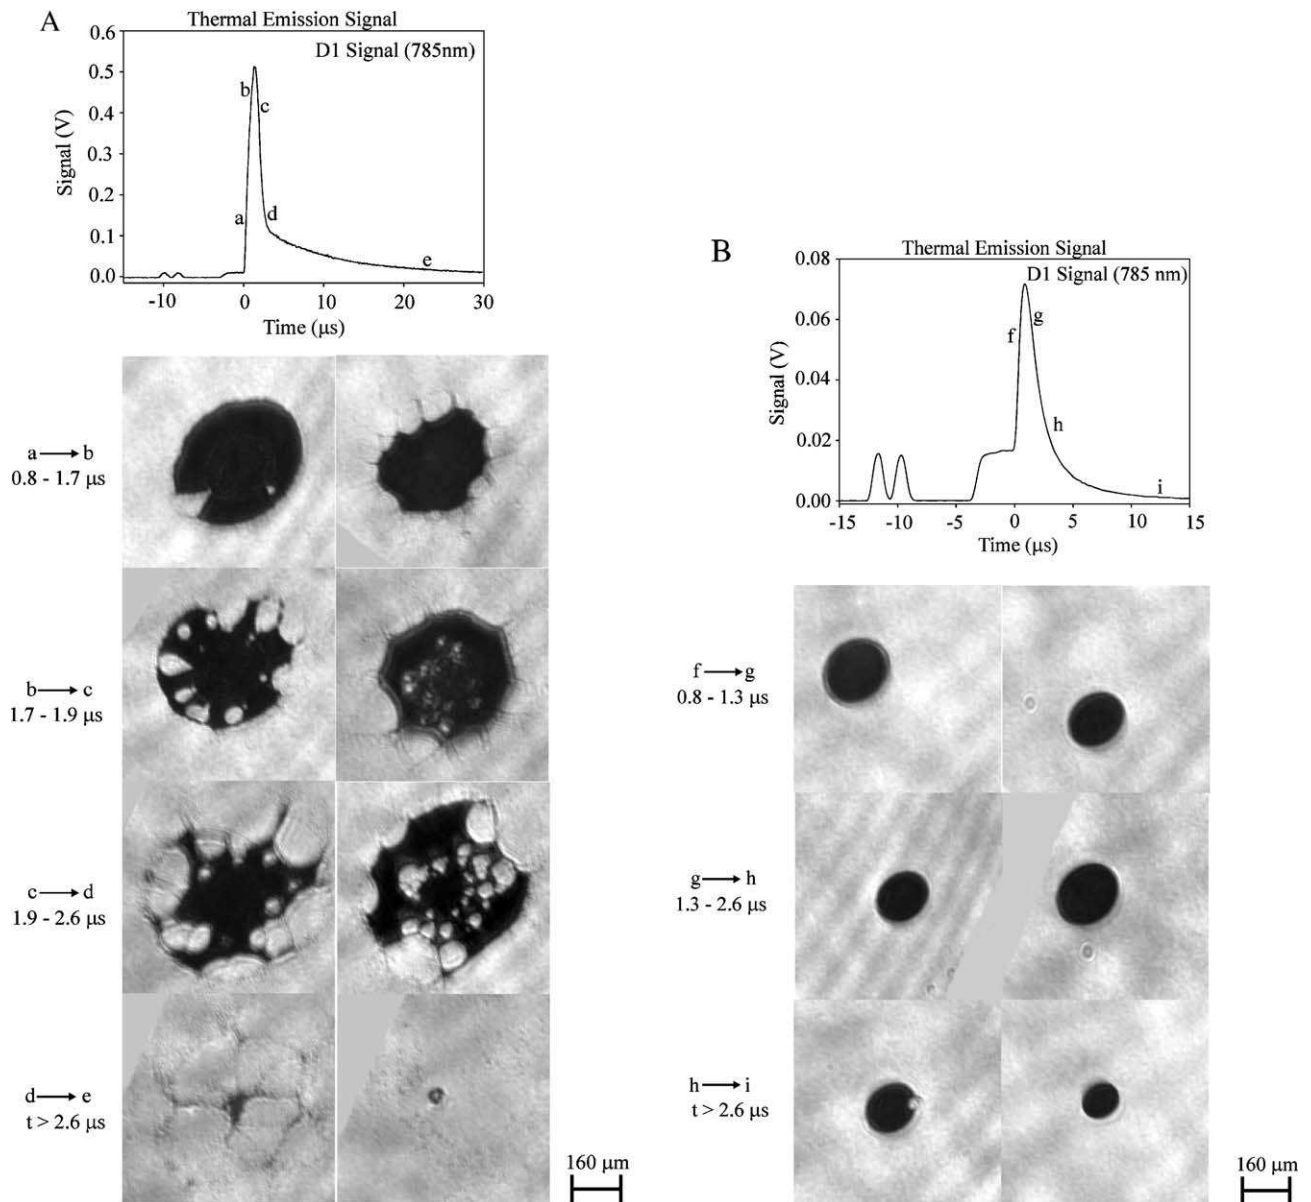 A
Thermal Emission Signal
D1 Signal (785nm)
0.6
0.5
0.4
0.3
0.2
0.1
0.0
Signal (V)
a
b
c
d
e
-10
0
10
20
30
Time (μs)
a → b
0.8 - 1.7 μs
b → c
1.7 - 1.9 μs
c → d
1.9 - 2.6 μs
d → e
t > 2.6 μs
160 μm
B
Thermal Emission Signal
D1 Signal (785 nm)
0.08
0.06
0.04
0.02
0.00
Signal (V)
f
g
h
i
-15
-10
-5
0
5
10
15
Time (μs)
f → g
0.8 - 1.3 μs
g → h
1.3 - 2.6 μs
h → i
t > 2.6 μs
160 μm